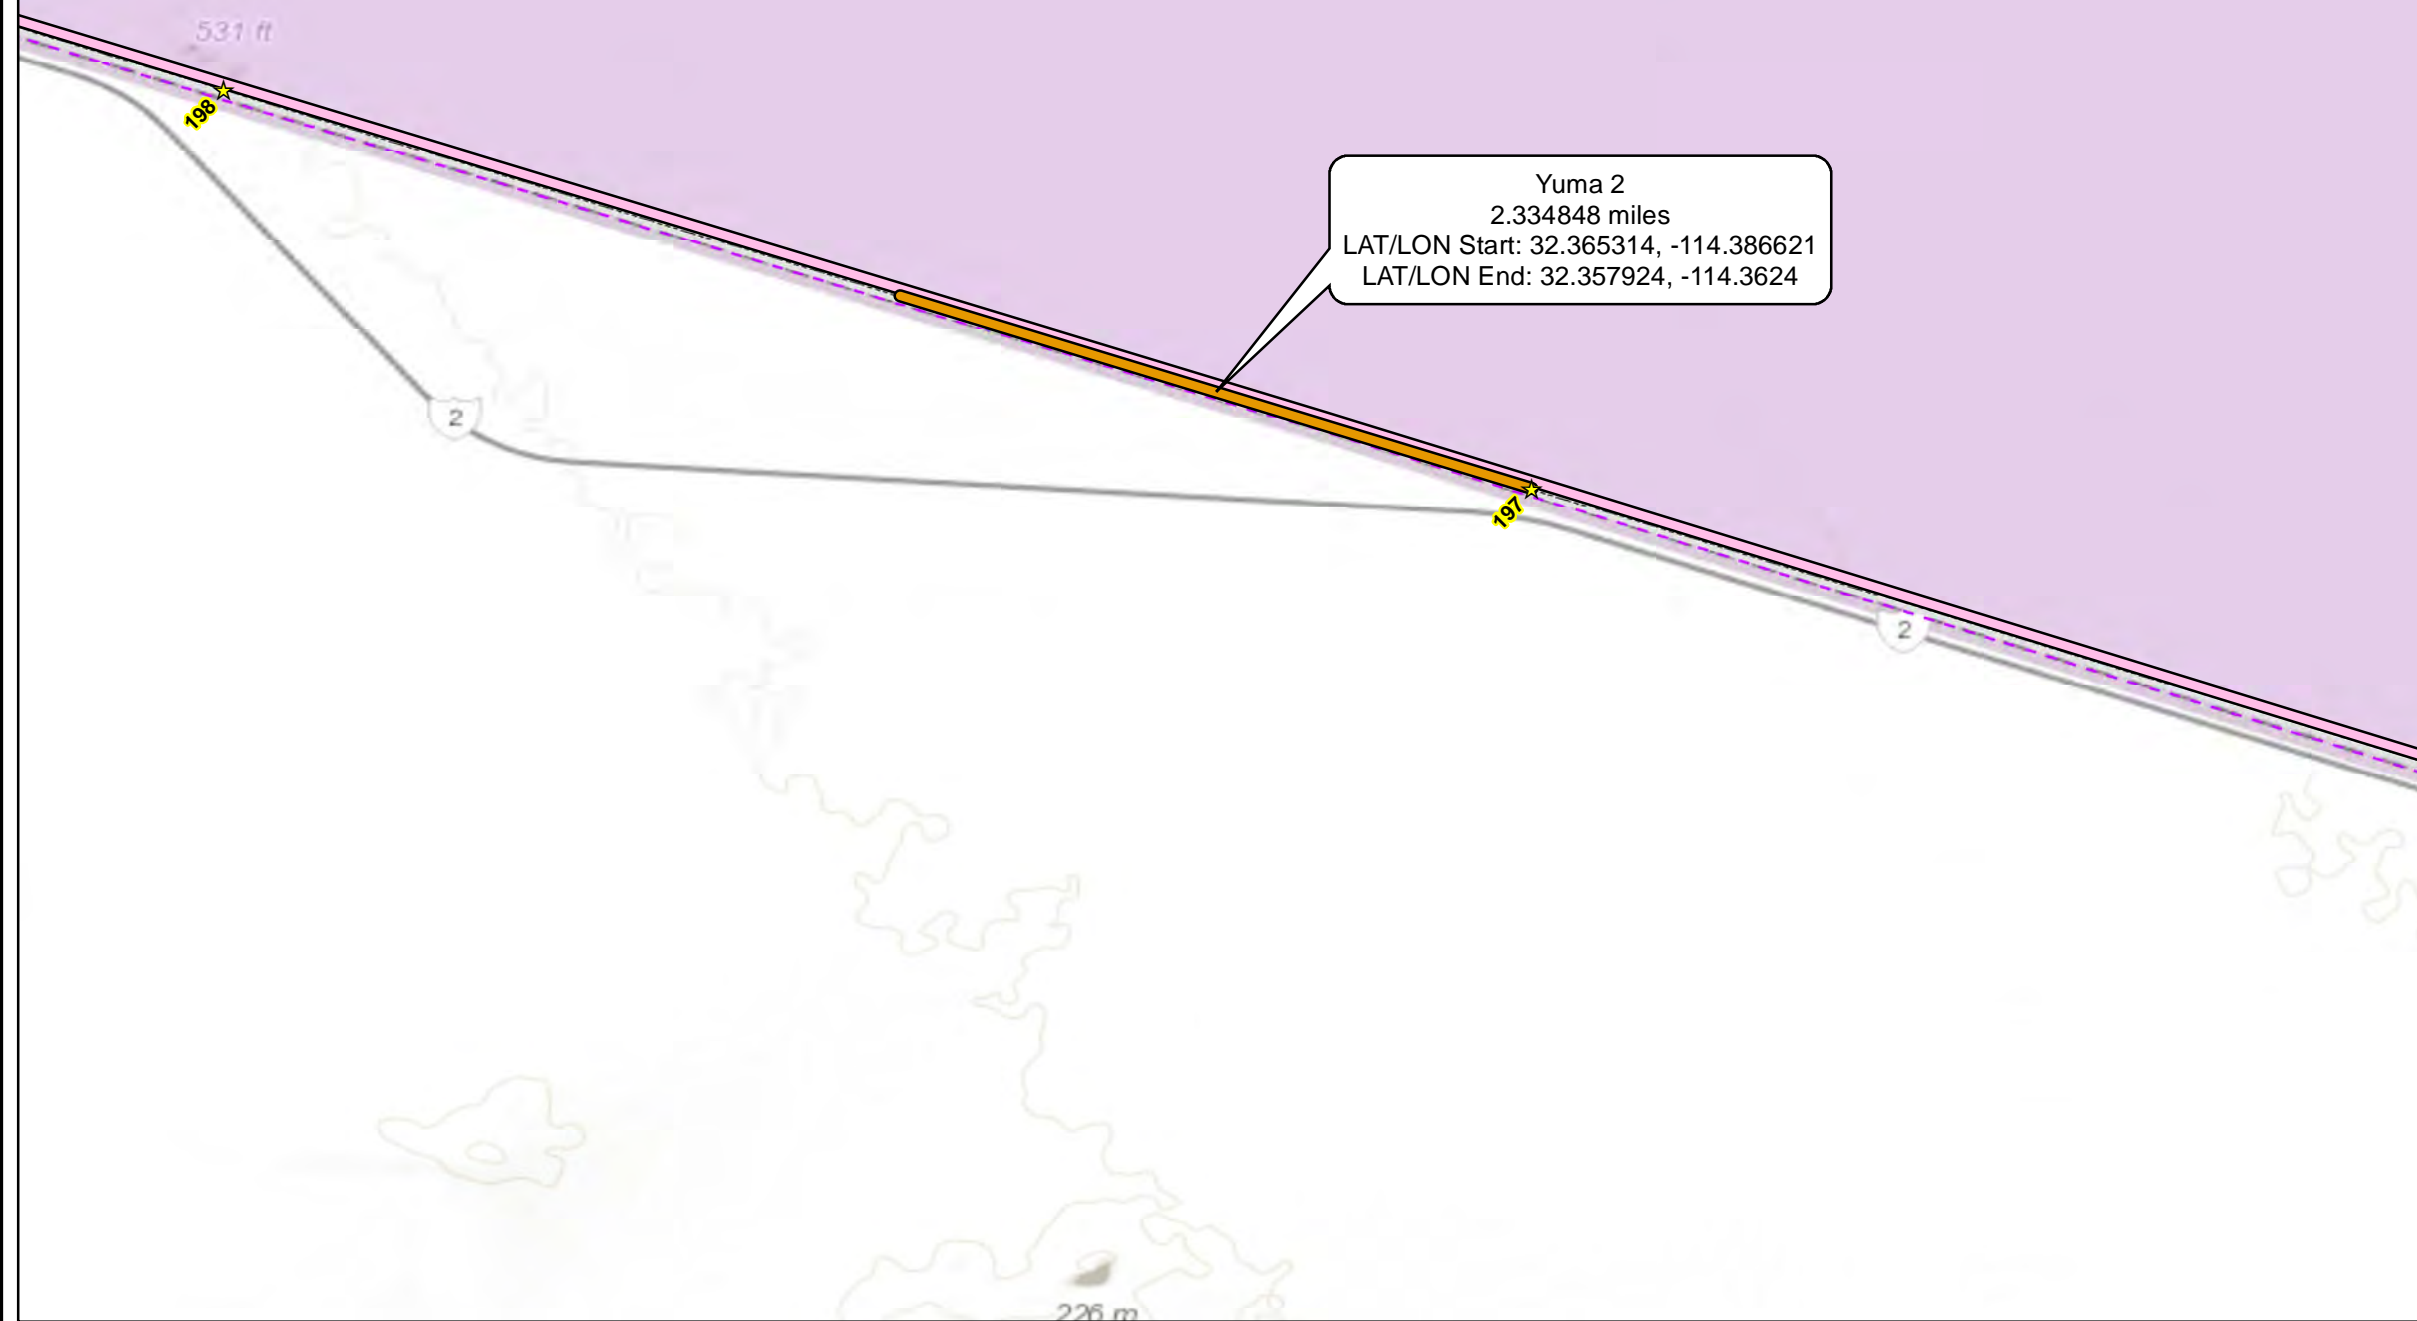 531 ft
198
Yuma 2
2.334848 miles
LAT/LON Start: 32.365314, -114.386621
LAT/LON End: 32.357924, -114.3624
2
197
2
226 m